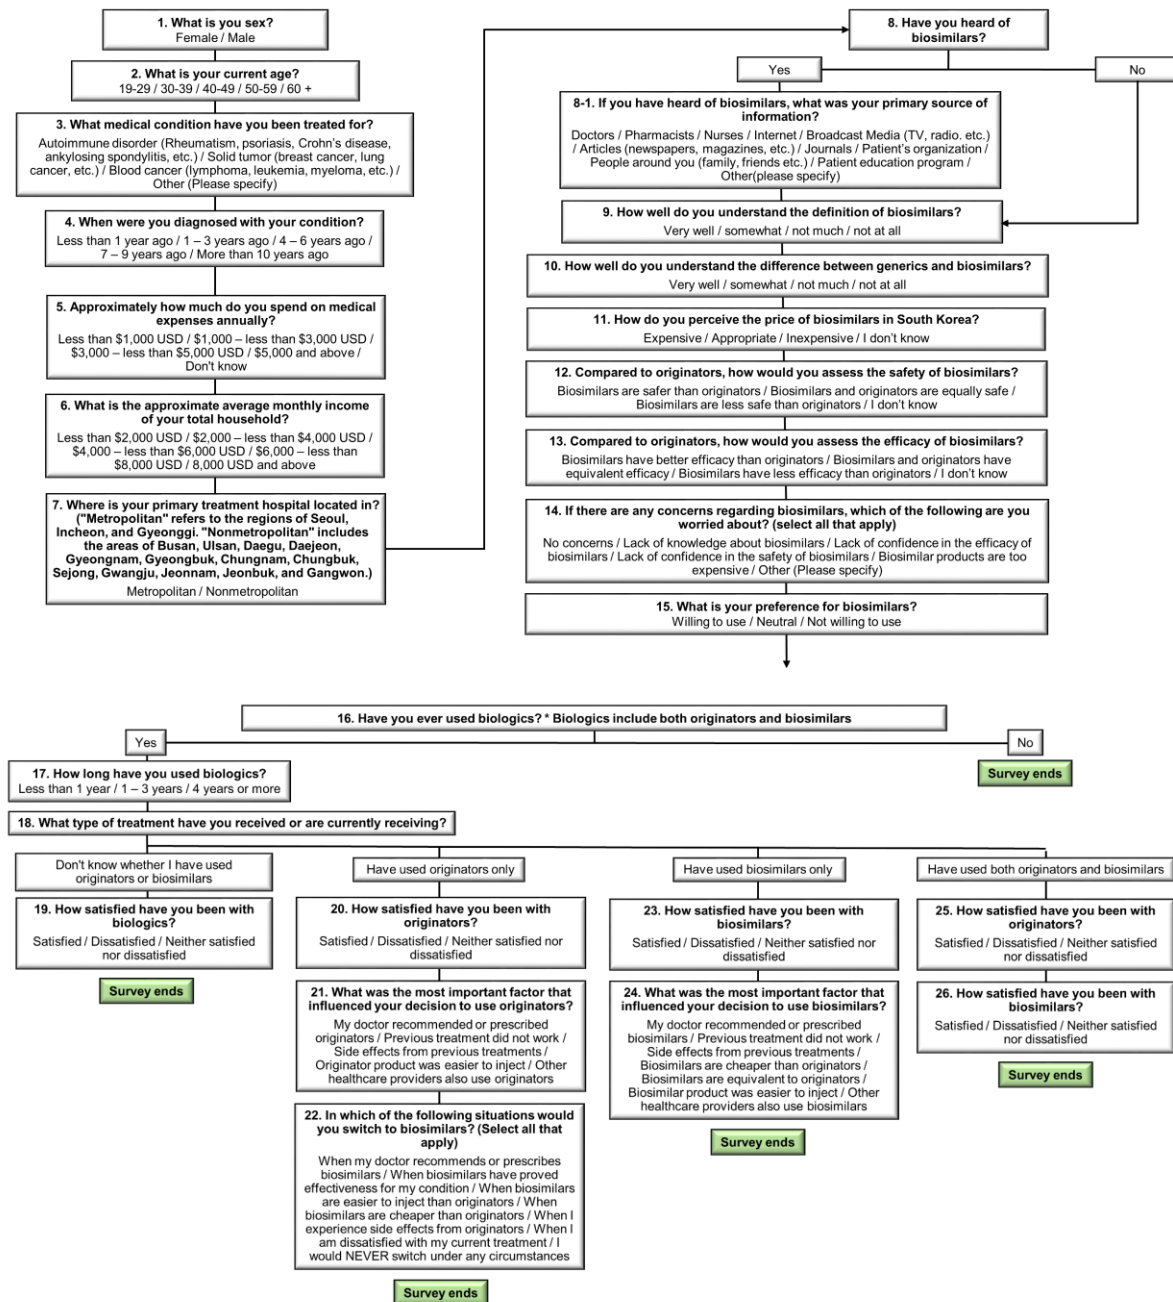 1. What is you sex?
Female / Male
2. What is your current age?
19-29 / 30-39 / 40-49 / 50-59 / 60 +
3. What medical condition have you been treated for?
Autoimmune disorder (Rheumatism, psoriasis, Crohn's disease,
ankylosing spondylitis, etc.) / Solid tumor (breast cancer, lung
cancer, etc.) / Blood cancer (lymphoma, leukemia, myeloma, etc.) /
Other (Please specify)
4. When were you diagnosed with your condition?
Less than 1 year ago / 1 – 3 years ago / 4 – 6 years ago /
7 – 9 years ago / More than 10 years ago
5. Approximately how much do you spend on medical
expenses annually?
Less than $1,000 USD / $1,000 – less than $3,000 USD /
$3,000 – less than $5,000 USD / $5,000 and above /
Don't know
6. What is the approximate average monthly income
of your total household?
Less than $2,000 USD / $2,000 – less than $4,000 USD /
$4,000 – less than $6,000 USD / $6,000 – less than
$8,000 USD / 8,000 USD and above
7. Where is your primary treatment hospital located in?
("Metropolitan" refers to the regions of Seoul,
Incheon, and Gyeonggi. "Nonmetropolitan" includes
the areas of Busan, Ulsan, Daegu, Daejeon,
Gyeongnam, Gyeongbuk, Chungnam, Chungbuk,
Sejong, Gwangju, Jeonnam, Jeonbuk, and Gangwon.)
Metropolitan / Nonmetropolitan
8. Have you heard of
biosimilars?
Yes
No
8-1. If you have heard of biosimilars, what was your primary source of
information?
Doctors / Pharmacists / Nurses / Internet / Broadcast Media (TV, radio. etc.)
/ Articles (newspapers, magazines, etc.) / Journals / Patient's organization /
People around you (family, friends etc.) / Patient education program /
Other(please specify)
9. How well do you understand the definition of biosimilars?
Very well / somewhat / not much / not at all
10. How well do you understand the difference between generics and biosimilars?
Very well / somewhat / not much / not at all
11. How do you perceive the price of biosimilars in South Korea?
Expensive / Appropriate / Inexpensive / I don't know
12. Compared to originators, how would you assess the safety of biosimilars?
Biosimilars are safer than originators / Biosimilars and originators are equally safe /
Biosimilars are less safe than originators / I don't know
13. Compared to originators, how would you assess the efficacy of biosimilars?
Biosimilars have better efficacy than originators / Biosimilars and originators have
equivalent efficacy / Biosimilars have less efficacy than originators / I don't know
14. If there are any concerns regarding biosimilars, which of the following are you
worried about? (select all that apply)
No concerns / Lack of knowledge about biosimilars / Lack of confidence in the efficacy of
biosimilars / Lack of confidence in the safety of biosimilars / Biosimilar products are too
expensive / Other (Please specify)
15. What is your preference for biosimilars?
Willing to use / Neutral / Not willing to use
16. Have you ever used biologics? * Biologics include both originators and biosimilars
Yes
No
Survey ends
17. How long have you used biologics?
Less than 1 year / 1 – 3 years / 4 years or more
18. What type of treatment have you received or are currently receiving?
Don't know whether I have used
originators or biosimilars
19. How satisfied have you been with
biologics?
Satisfied / Dissatisfied / Neither satisfied
nor dissatisfied
Survey ends
Have used originators only
20. How satisfied have you been with
originators?
Satisfied / Dissatisfied / Neither satisfied nor
dissatisfied
21. What was the most important factor that
influenced your decision to use originators?
My doctor recommended or prescribed
originators / Previous treatment did not work /
Side effects from previous treatments /
Originator product was easier to inject / Other
healthcare providers also use originators
22. In which of the following situations would
you switch to biosimilars? (Select all that
apply)
When my doctor recommends or prescribes
biosimilars / When biosimilars have proved
effectiveness for my condition / When biosimilars
are easier to inject than originators / When
biosimilars are cheaper than originators / When I
experience side effects from originators / When I
am dissatisfied with my current treatment / I
would NEVER switch under any circumstances
Survey ends
Have used biosimilars only
23. How satisfied have you been with
biosimilars?
Satisfied / Dissatisfied / Neither satisfied nor
dissatisfied
24. What was the most important factor that
influenced your decision to use biosimilars?
My doctor recommended or prescribed
biosimilars / Previous treatment did not work /
Side effects from previous treatments /
Biosimilars are cheaper than originators /
Biosimilars are equivalent to originators /
Biosimilar product was easier to inject / Other
healthcare providers also use biosimilars
Survey ends
Have used both originators and biosimilars
25. How satisfied have you been with
originators?
Satisfied / Dissatisfied / Neither satisfied
nor dissatisfied
26. How satisfied have you been with
biosimilars?
Satisfied / Dissatisfied / Neither satisfied
nor dissatisfied
Survey ends